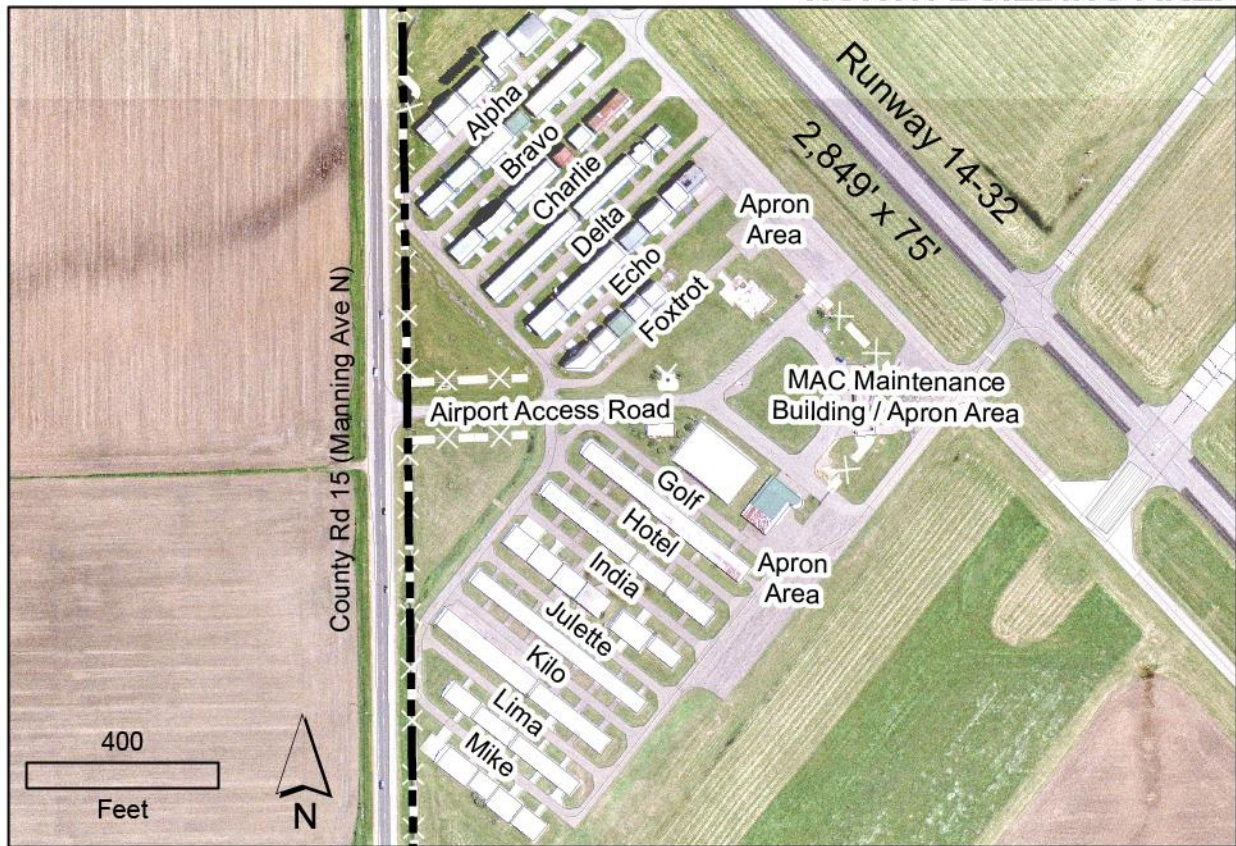 Runway 14-32
2,849' x 75'
Alpha
Bravo
Charlie
Delta
Echo
Foxtrot
Apron
Area
MAC Maintenance
Building / Apron Area
Airport Access Road
County Rd 15 (Manning Ave N)
Golf
Hotel
India
Julette
Kilo
Lima
Mike
Apron
Area
400
Feet
N